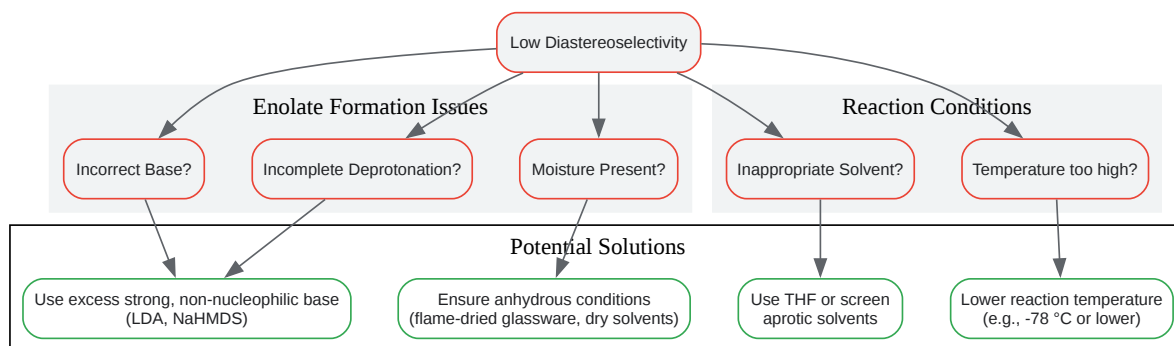 Low Diastereoselectivity
Enolate Formation Issues
Reaction Conditions
Incorrect Base?
Incomplete Deprotonation?
Moisture Present?
Inappropriate Solvent?
Temperature too high?
Potential Solutions
Use excess strong, non-nucleophilic base
(LDA, NaHMDS)
Ensure anhydrous conditions
(flame-dried glassware, dry solvents)
Use THF or screen
aprotic solvents
Lower reaction temperature
(e.g., -78 °C or lower)